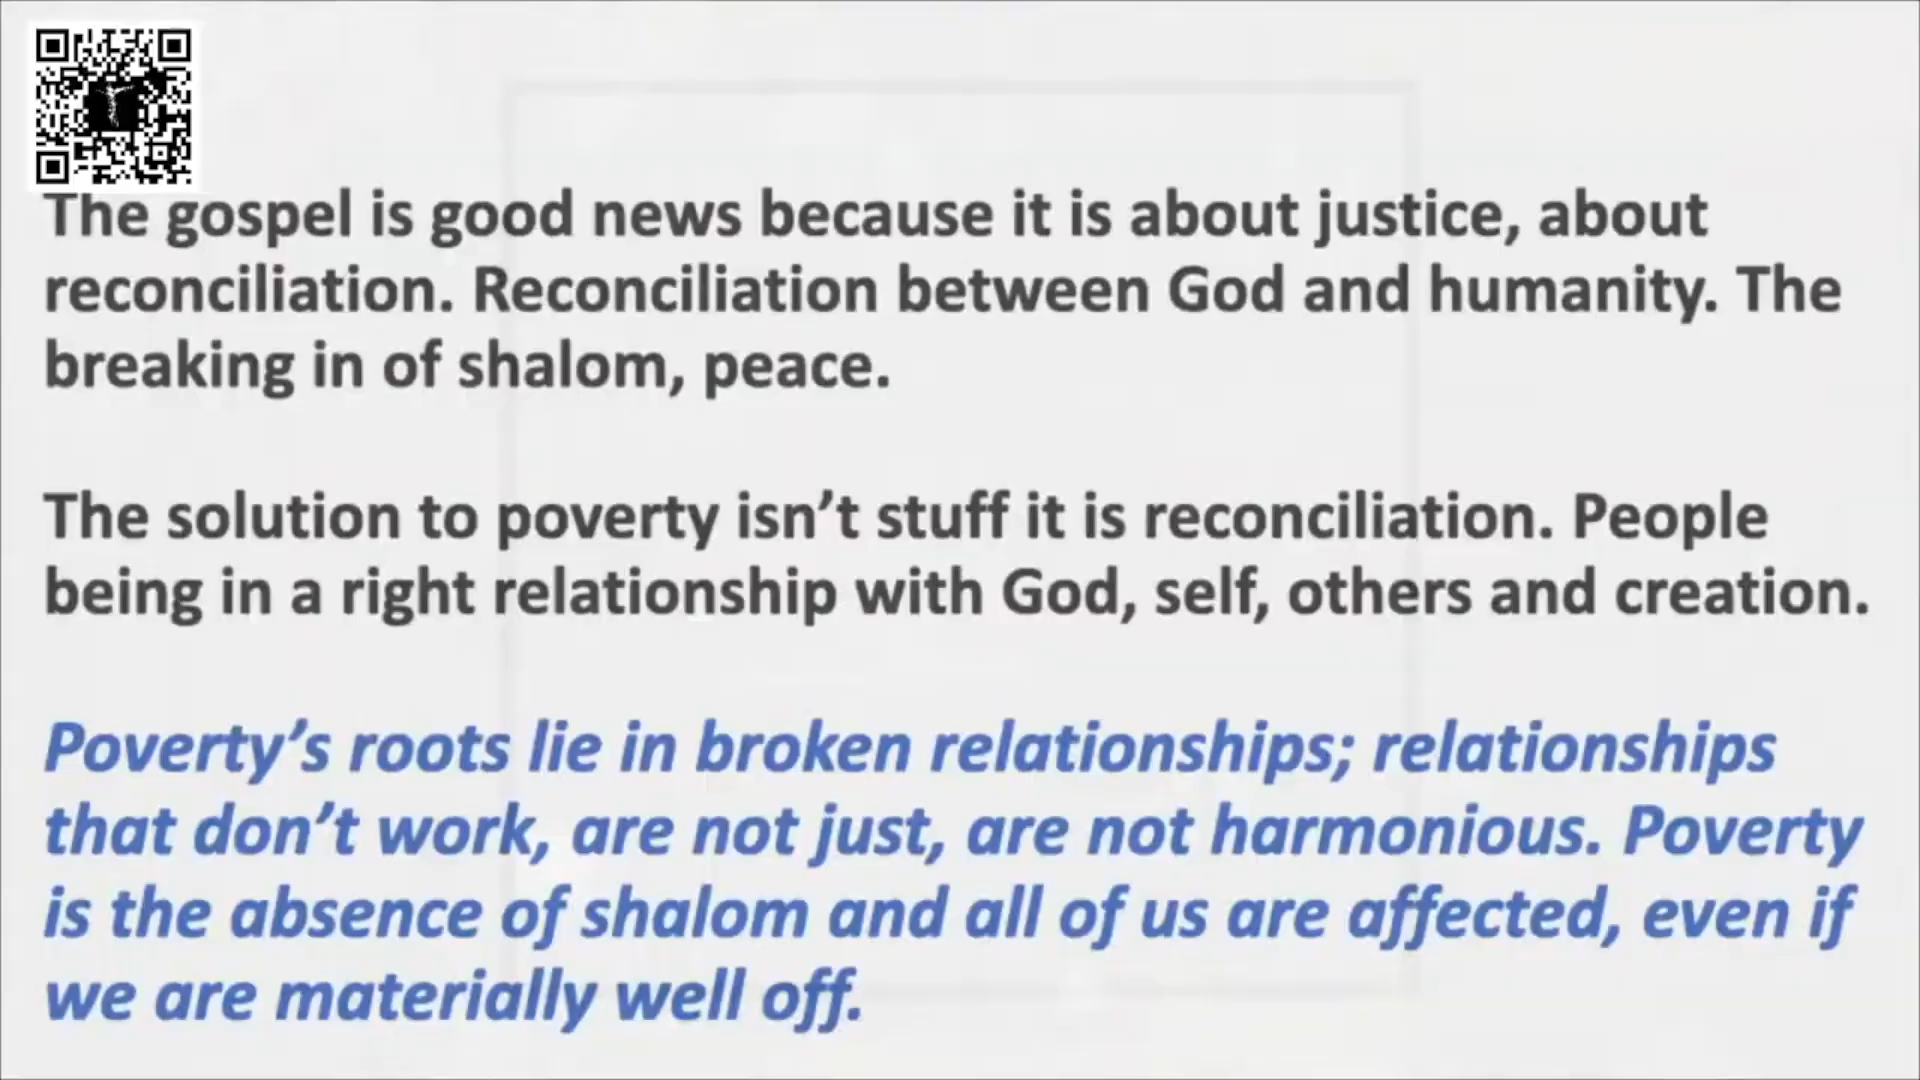 The gospel is good news because it is about justice, about
reconciliation. Reconciliation between God and humanity. The
breaking in of shalom, peace.
The solution to poverty isn’t stuff it is reconciliation. People
being in a right relationship with God, self, others and creation.
Poverty’s roots lie in broken relationships; relationships
that don’t work, are not just, are not harmonious. Poverty
is the absence of shalom and all of us are affected, even if
we are materially well off.